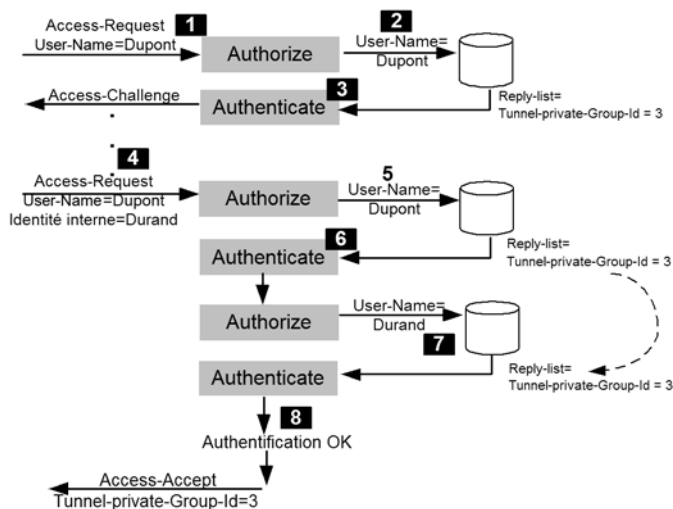 Access-Request
1
User-Name=Dupont
Authorize
2
User-Name=
Dupont
Access-Challenge
Authenticate
3
Reply-list=
Tunnel-private-Group-Id = 3
4
Access-Request
User-Name=Dupont
Identité interne=Durand
Authorize
5
User-Name=
Dupont
Authenticate
6
Reply-list=
Tunnel-private-Group-Id = 3
Authorize
User-Name=
Durand
7
Authenticate
Reply-list=
Tunnel-private-Group-Id = 3
8
Authentification OK
Access-Accept
Tunnel-private-Group-Id=3